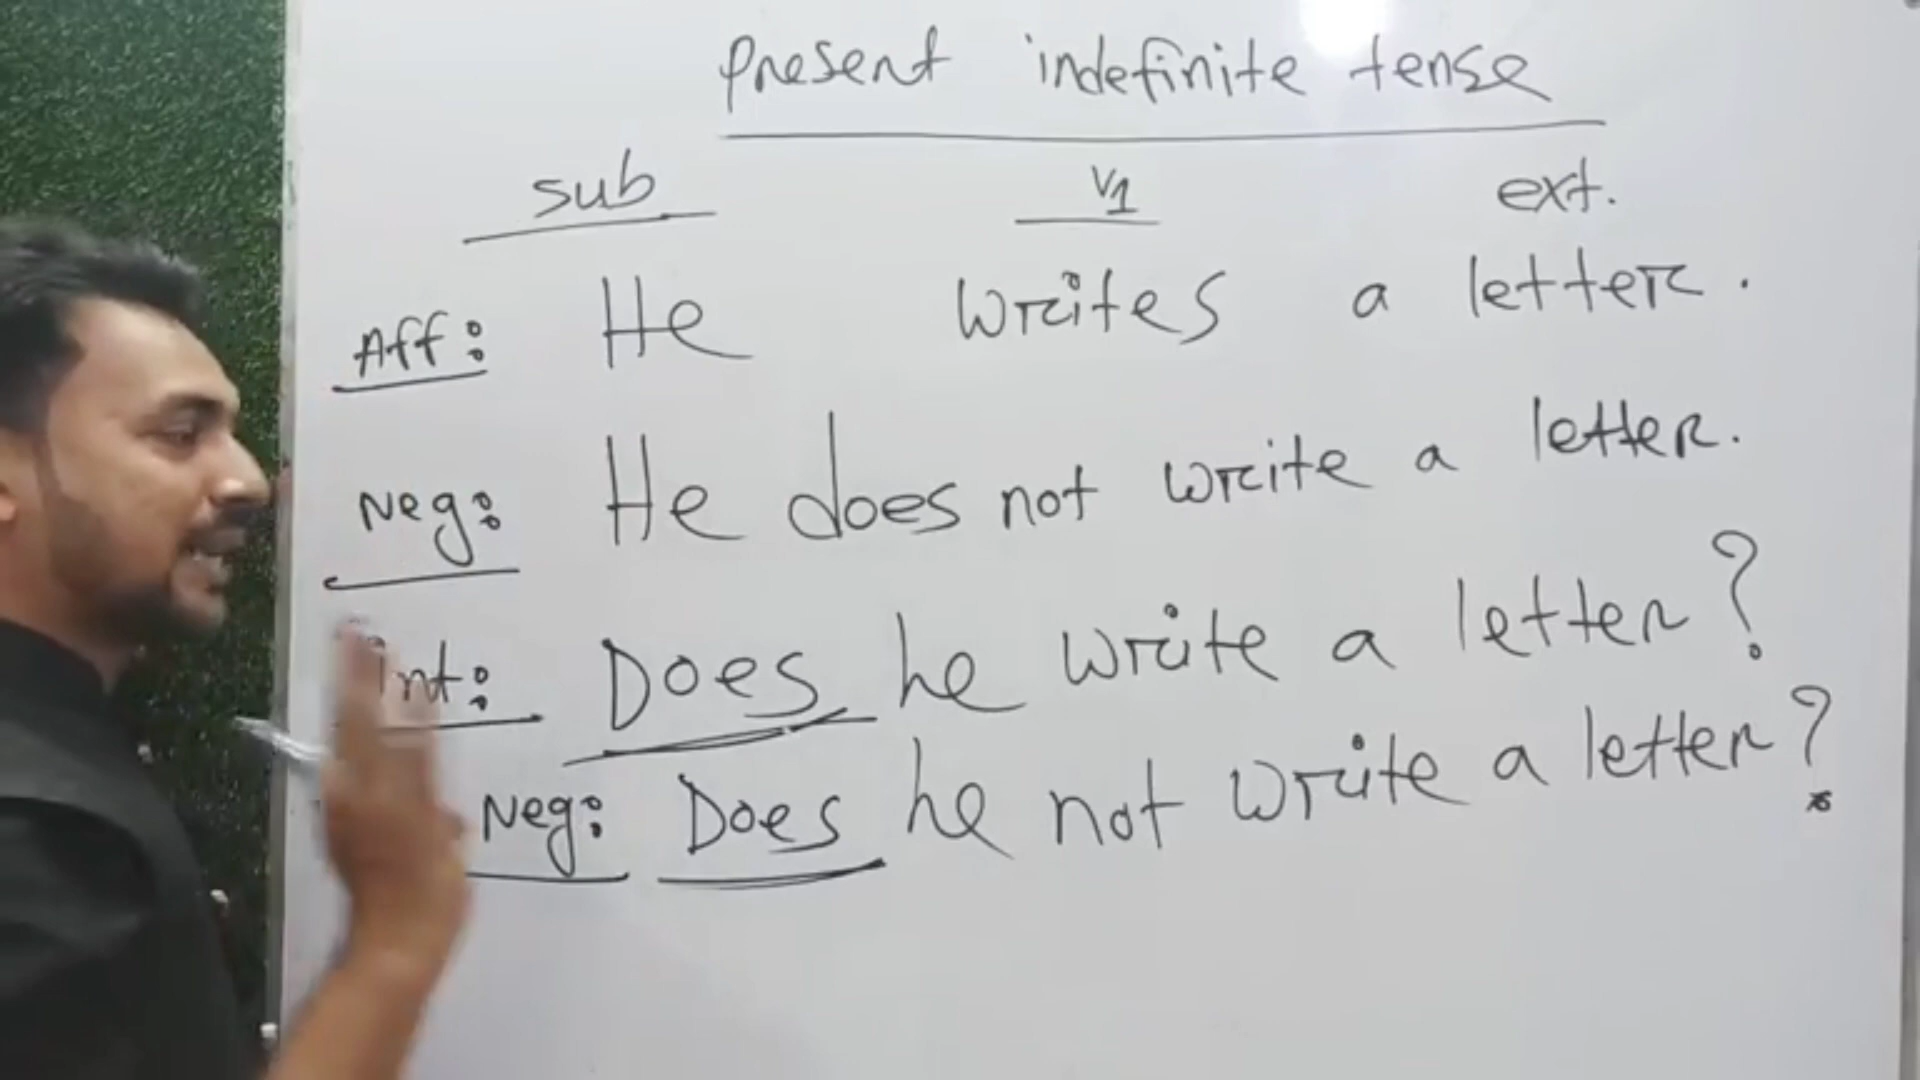 present indefinite tense
sub v1 ext.
Aff: He writes a letter.
Neg: He does not write a letter.
int: Does he write a letter?
Neg: Does he not write a letter?